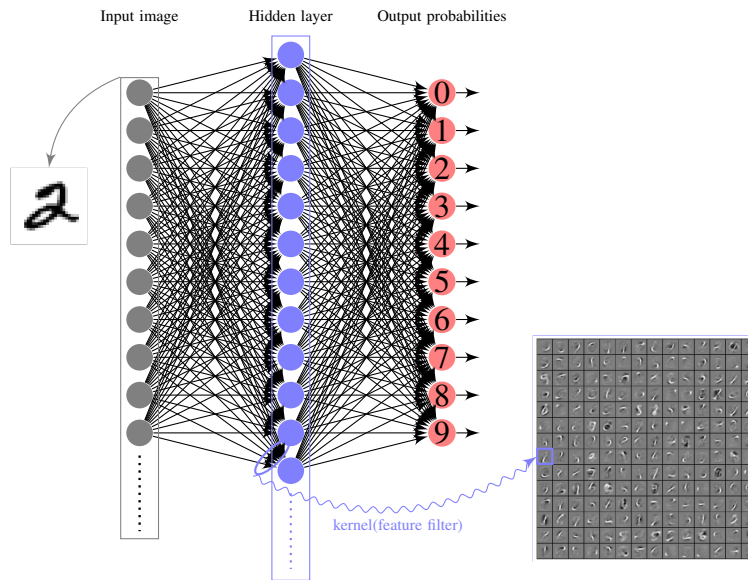 Input image
Hidden layer
Output probabilities
0
1
2
2
3
4
5
6
7
8
9
kernel(feature filter)